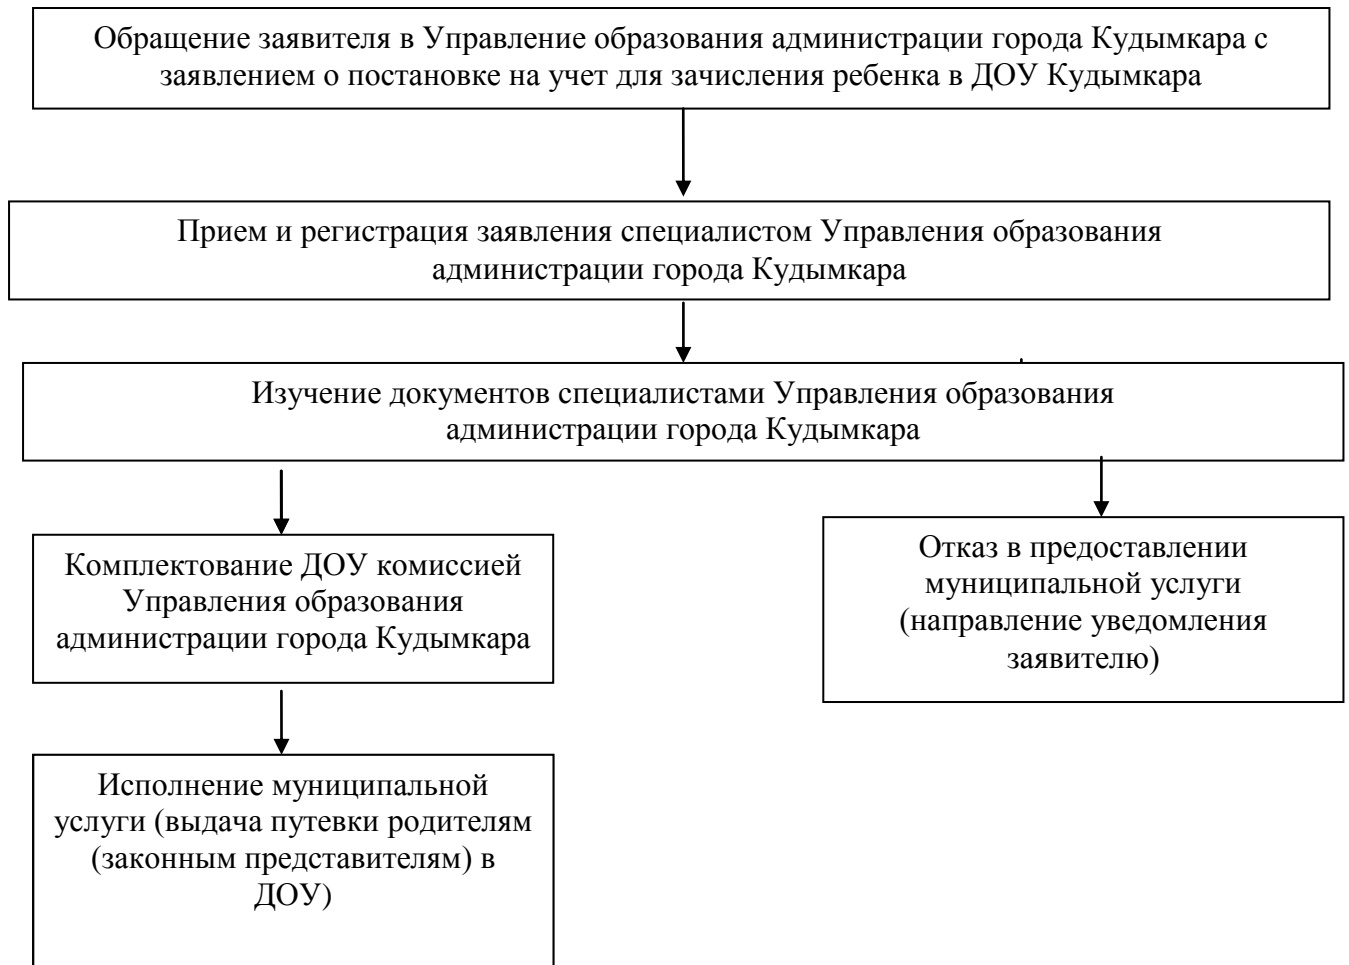 Обращение заявителя в Управление образования администрации города Кудымкара с
заявлением о постановке на учет для зачисления ребенка в ДОУ Кудымкара
Прием и регистрация заявления специалистом Управления образования
администрации города Кудымкара
Изучение документов специалистами Управления образования
администрации города Кудымкара
Комплектование ДОУ комиссией
Управления образования
администрации города Кудымкара
Отказ в предоставлении
муниципальной услуги
(направление уведомления
заявителю)
Исполнение муниципальной
услуги (выдача путевки родителям
(законным представителям) в
ДОУ)